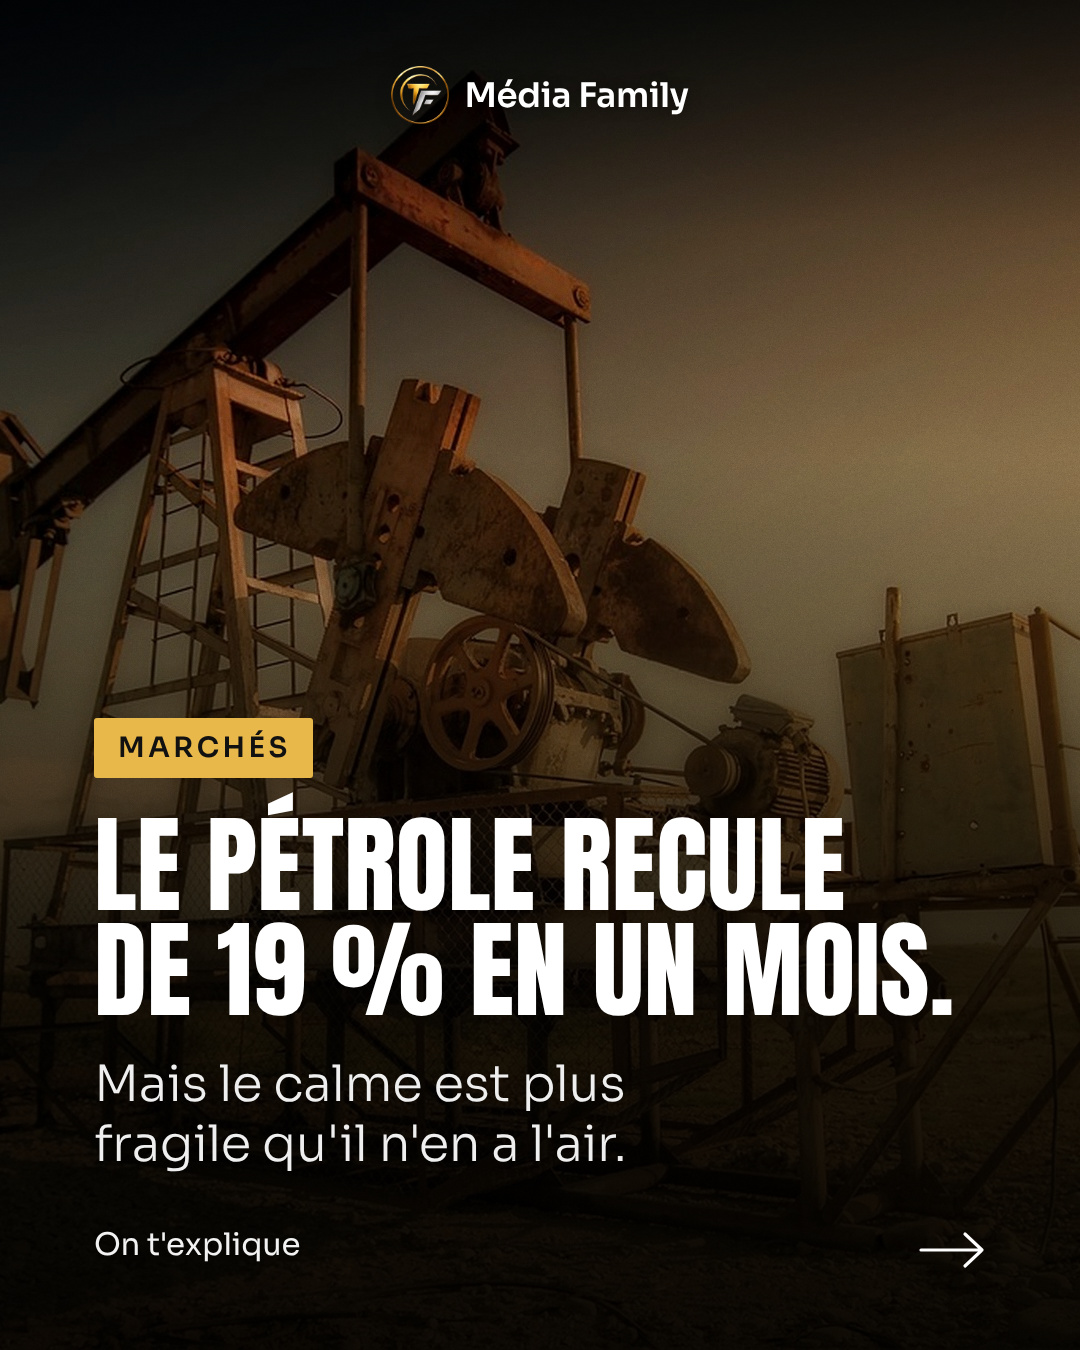 TF Média Family
MARCHÉS
LE PÉTROLE RECULE
DE 19 % EN UN MOIS.
Mais le calme est plus
fragile qu'il n'en a l'air.
On t'explique